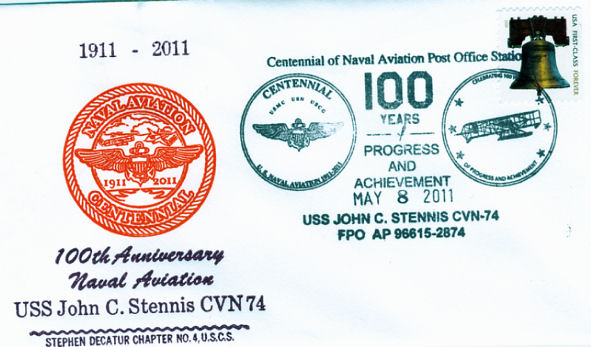 1911 - 2011
NAVAL AVIATION
1911 2011
CENTENNIAL
100th Anniversary
Naval Aviation
USS John C. Stennis CVN 74
STEPHEN DECATUR CHAPTER NO. 4, U.S.C.S.
Centennial of Naval Aviation Post Office Statio
CENTENNIAL
USMC USN USCG
U.S. NAVAL AVIATION 1911-2011
100
YEARS
/
PROGRESS
AND
ACHIEVEMENT
MAY 8 2011
USS JOHN C. STENNIS CVN-74
FPO AP 96615-2874
CELEBRATING 100
OF PROGRESS AND ACHIEVEMENT
USA FIRST-CLASS FOREVER